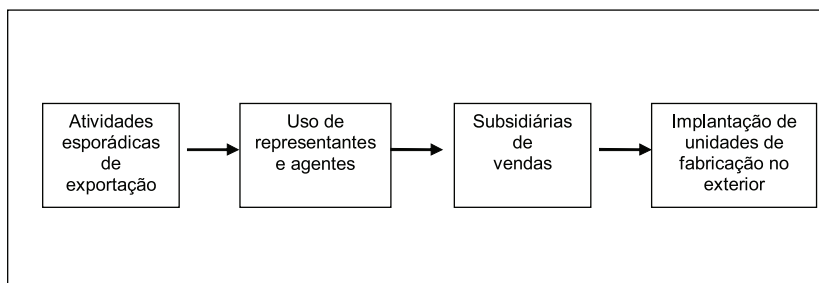 Atividades
esporádicas
de
exportação
Uso de
representantes
e agentes
Subsidiárias
de
vendas
Implantação de
unidades de
fabricação no
exterior